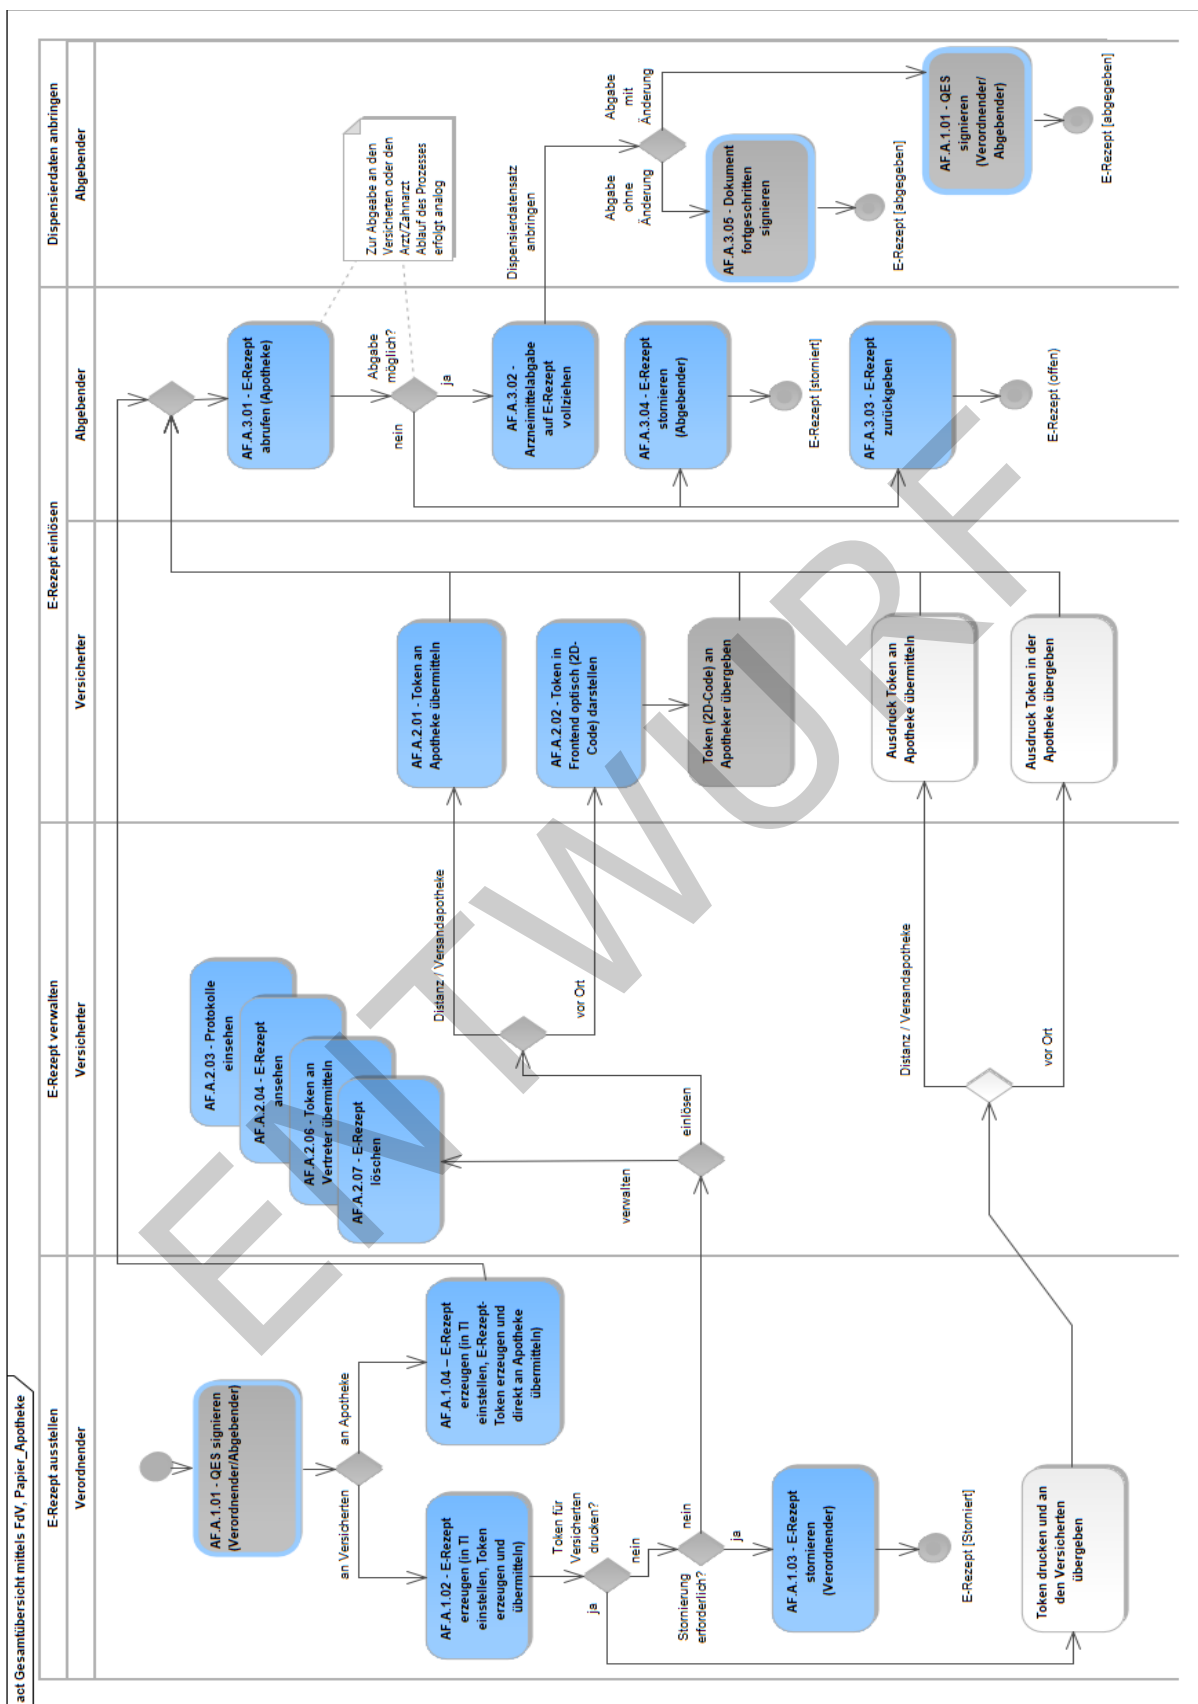 act Gesamtübersicht mittels FdV, Papier_Apotheke
E-Rezept ausstellen
Verordnender
AF.A.1.01 - QES signieren
(Verordnender/Abgebender)
an Versicherten
an Apotheke
AF.A.1.02 - E-Rezept
erzeugen (in TI
einstellen, Token
erzeugen und
übermitteln)
AF.A.1.04 – E-Rezept
erzeugen (in TI
einstellen, E-Rezept-
Token erzeugen und
direkt an Apotheke
übermitteln)
Token für
Versicherten
drucken?
ja
nein
Stornierung
erforderlich?
nein
ja
AF.A.1.03 - E-Rezept
stornieren
(Verordnender)
E-Rezept [Storniert]
Token drucken und an
den Versicherten
übergeben
E-Rezept verwalten
Versicherter
AF.A.2.03 - Protokolle
einsehen
AF.A.2.04 - E-Rezept
ansehen
AF.A.2.06 - Token an
Vertreter übermitteln
AF.A.2.07 - E-Rezept
löschen
verwalten
einlösen
Distanz / Versandapotheke
vor Ort
Distanz / Versandapotheke
vor Ort
E-Rezept einlösen
Versicherter
AF.A.2.01 - Token an
Apotheke übermitteln
AF.A.2.02 - Token in
Frontend optisch (2D-
Code) darstellen
Token (2D-Code) an
Apotheker übergeben
Ausdruck Token an
Apotheke übermitteln
Ausdruck Token in der
Apotheke übergeben
Abgebender
AF.A.3.01 - E-Rezept
abrufen (Apotheke)
Abgabe
möglich?
nein
ja
AF.A.3.02 -
Arzneimittelabgabe
auf E-Rezept
vollziehen
AF.A.3.04 - E-Rezept
stornieren
(Abgebender)
E-Rezept [storniert]
AF.A.3.03 - E-Rezept
zurückgeben
E-Rezept (offen)
Dispensierdaten anbringen
Abgebender
Zur Abgeabe an den
Versicherten oder den
Arzt/Zahnarzt
Ablauf des Prozesses
erfolgt analog
Dispensierdatensatz
anbringen
Abgabe
ohne
Änderung
Abgabe
mit
Änderung
AF.A.3.05 - Dokument
fortgeschritten
signieren
E-Rezept [abgegeben]
AF.A.1.01 - QES
signieren
(Verordnender/
Abgebender)
E-Rezept [abgegeben]
ENTWURF